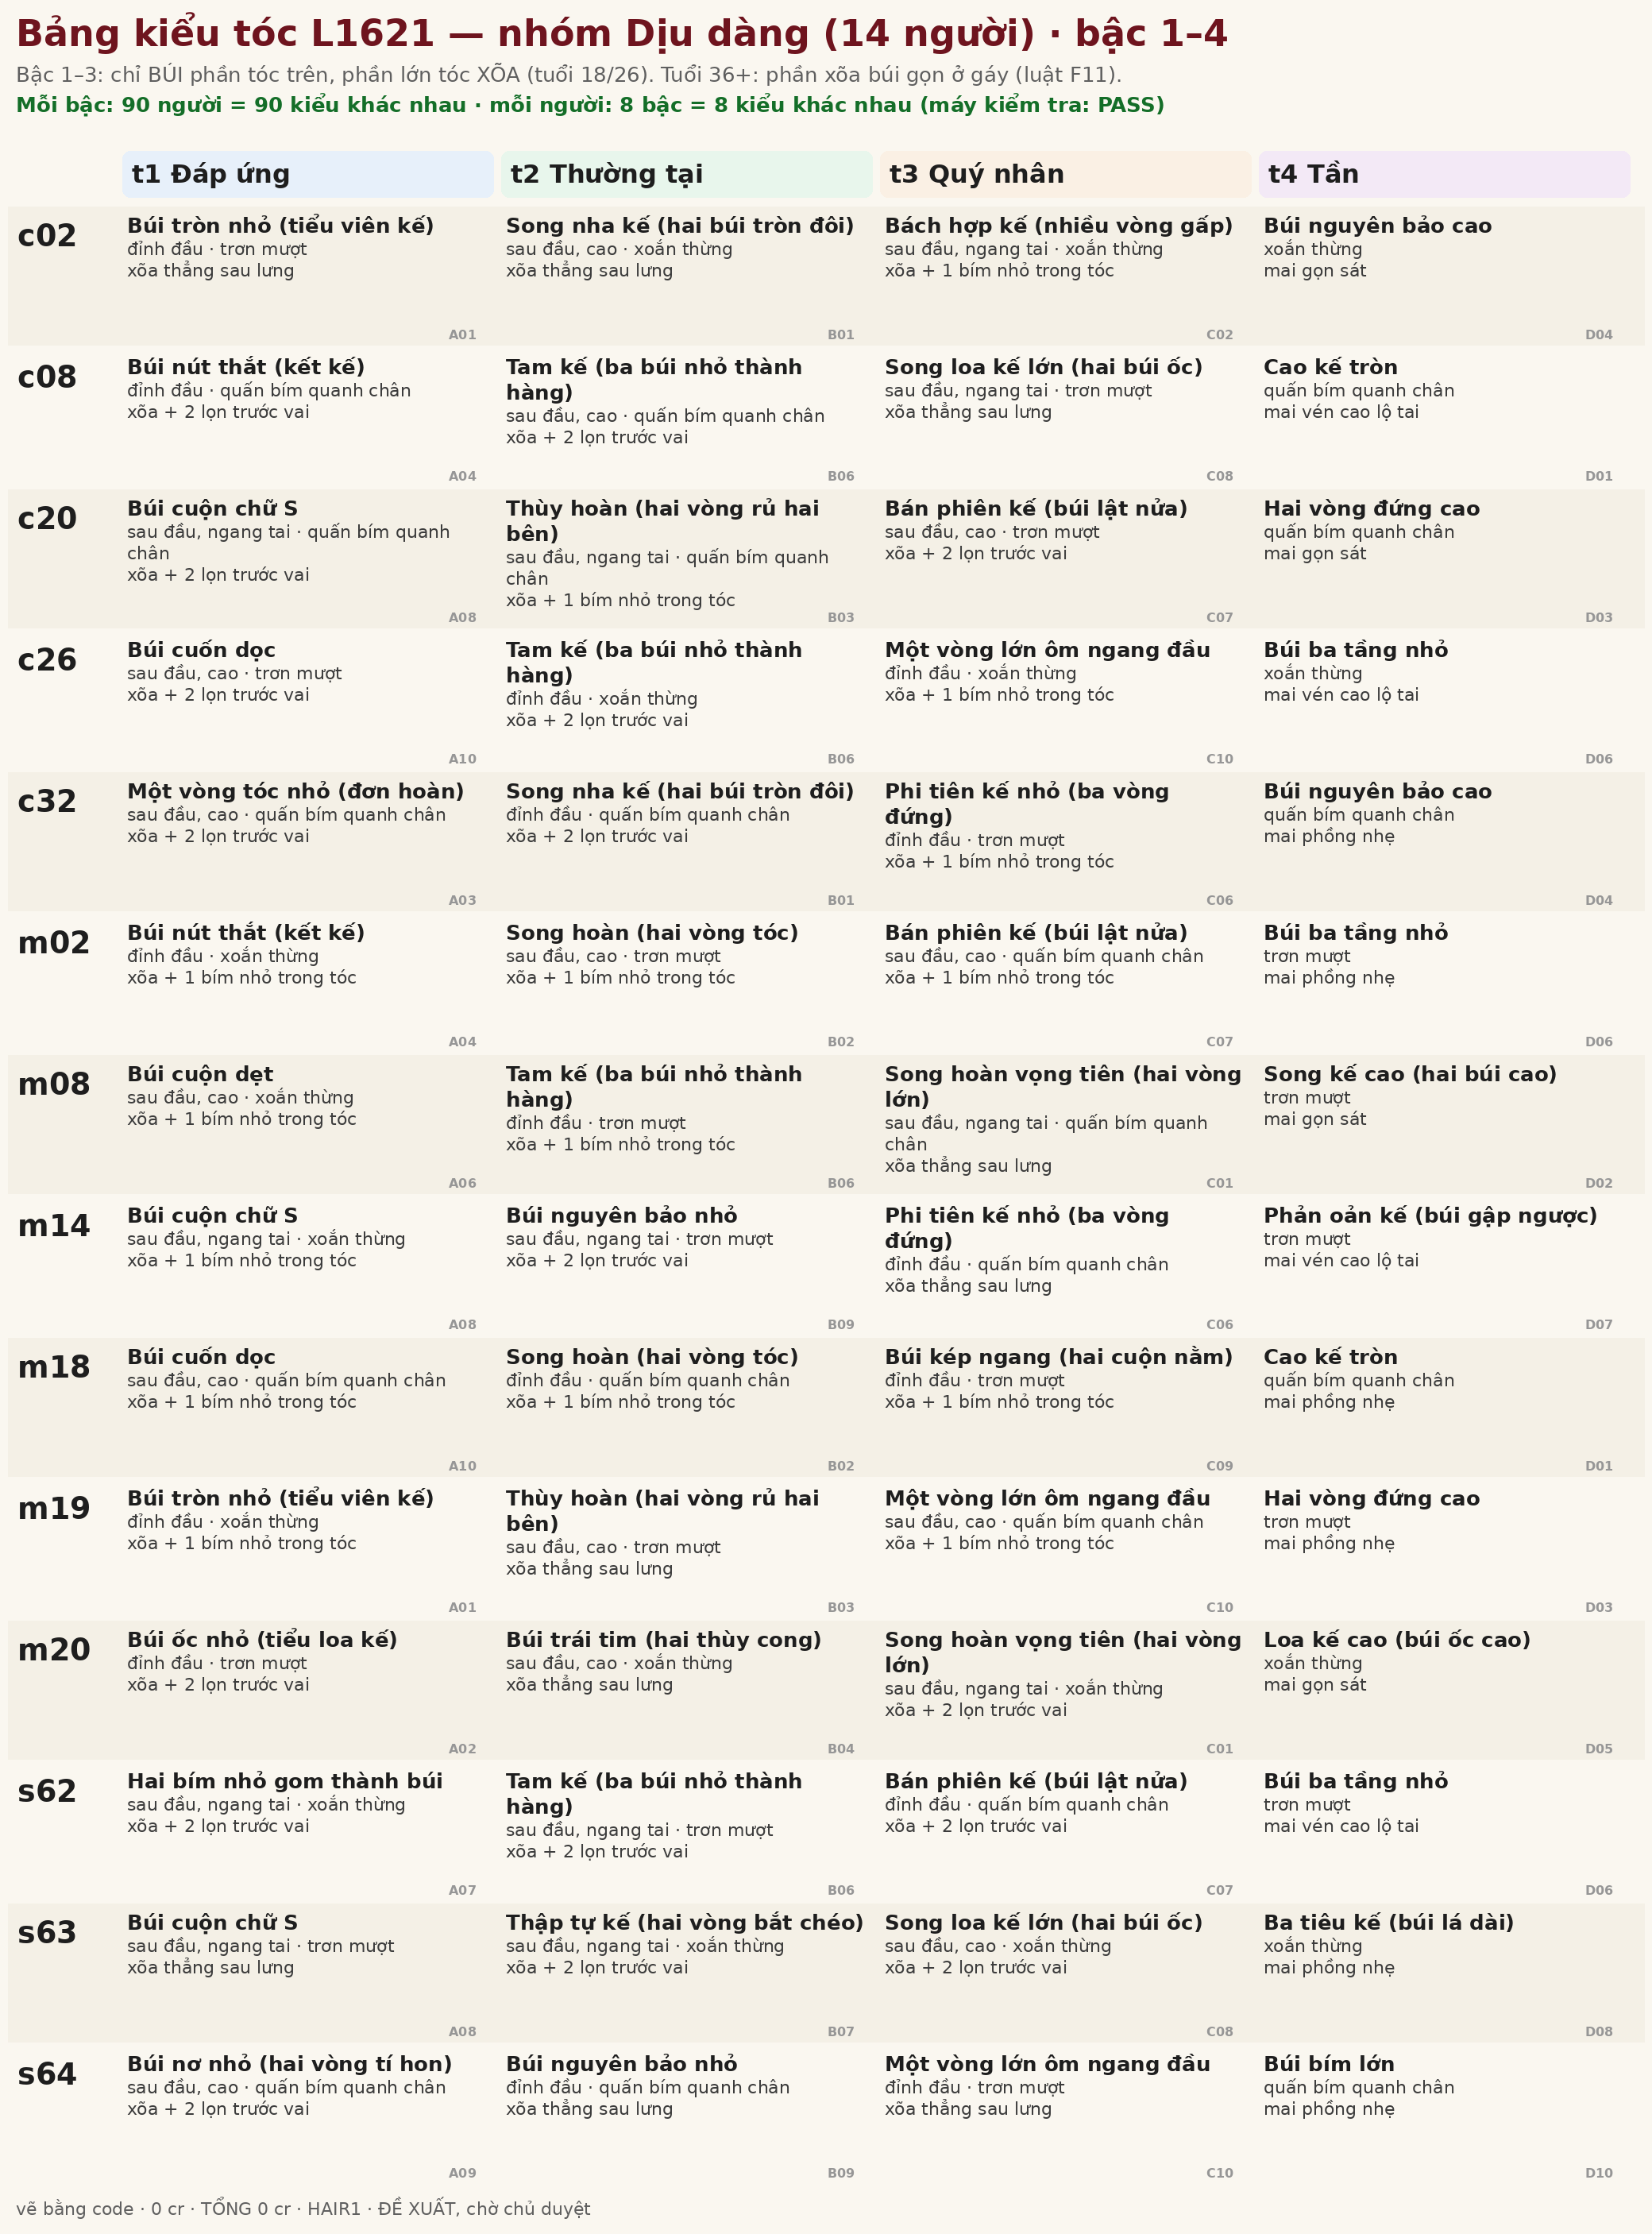 Bảng kiểu tóc L1621 — nhóm Dịu dàng (14 người) · bậc 1–4
Bậc 1–3: chỉ BÚI phần tóc trên, phần lớn tóc XÕA (tuổi 18/26). Tuổi 36+: phần xõa búi gọn ở gáy (luật F11).
Mỗi bậc: 90 người = 90 kiểu khác nhau · mỗi người: 8 bậc = 8 kiểu khác nhau (máy kiểm tra: PASS)
t1 Đáp ứng
t2 Thường tại
t3 Quý nhân
t4 Tần
c02
Búi tròn nhỏ (tiểu viên kế)
đỉnh đầu · trơn mượt
xõa thẳng sau lưng
A01
Song nha kế (hai búi tròn đôi)
sau đầu, cao · xoắn thừng
xõa thẳng sau lưng
B01
Bách hợp kế (nhiều vòng gấp)
sau đầu, ngang tai · xoắn thừng
xõa + 1 bím nhỏ trong tóc
C02
Búi nguyên bảo cao
xoắn thừng
mai gọn sát
D04
c08
Búi nút thắt (kết kế)
đỉnh đầu · quấn bím quanh chân
xõa + 2 lọn trước vai
A04
Tam kế (ba búi nhỏ thành
hàng)
sau đầu, cao · quấn bím quanh chân
xõa + 2 lọn trước vai
B06
Song loa kế lớn (hai búi ốc)
sau đầu, ngang tai · trơn mượt
xõa thẳng sau lưng
C08
Cao kế tròn
quấn bím quanh chân
mai vén cao lộ tai
D01
c20
Búi cuộn chữ S
sau đầu, ngang tai · quấn bím quanh
chân
xõa + 2 lọn trước vai
A08
Thùy hoàn (hai vòng rủ hai
bên)
sau đầu, ngang tai · quấn bím quanh
chân
xõa + 1 bím nhỏ trong tóc
B03
Bán phiên kế (búi lật nửa)
sau đầu, cao · trơn mượt
xõa + 2 lọn trước vai
C07
Hai vòng đứng cao
quấn bím quanh chân
mai gọn sát
D03
c26
Búi cuốn dọc
sau đầu, cao · trơn mượt
xõa + 2 lọn trước vai
A10
Tam kế (ba búi nhỏ thành
hàng)
đỉnh đầu · xoắn thừng
xõa + 2 lọn trước vai
B06
Một vòng lớn ôm ngang đầu
đỉnh đầu · xoắn thừng
xõa + 1 bím nhỏ trong tóc
C10
Búi ba tầng nhỏ
xoắn thừng
mai vén cao lộ tai
D06
c32
Một vòng tóc nhỏ (đơn hoàn)
sau đầu, cao · quấn bím quanh chân
xõa + 2 lọn trước vai
A03
Song nha kế (hai búi tròn đôi)
đỉnh đầu · quấn bím quanh chân
xõa + 2 lọn trước vai
B01
Phi tiên kế nhỏ (ba vòng
đứng)
đỉnh đầu · trơn mượt
xõa + 1 bím nhỏ trong tóc
C06
Búi nguyên bảo cao
quấn bím quanh chân
mai phồng nhẹ
D04
m02
Búi nút thắt (kết kế)
đỉnh đầu · xoắn thừng
xõa + 1 bím nhỏ trong tóc
A04
Song hoàn (hai vòng tóc)
sau đầu, cao · trơn mượt
xõa + 1 bím nhỏ trong tóc
B02
Bán phiên kế (búi lật nửa)
sau đầu, cao · quấn bím quanh chân
xõa + 1 bím nhỏ trong tóc
C07
Búi ba tầng nhỏ
trơn mượt
mai phồng nhẹ
D06
m08
Búi cuộn dẹt
sau đầu, cao · xoắn thừng
xõa + 1 bím nhỏ trong tóc
A06
Tam kế (ba búi nhỏ thành
hàng)
đỉnh đầu · trơn mượt
xõa + 1 bím nhỏ trong tóc
B06
Song hoàn vọng tiên (hai vòng
lớn)
sau đầu, ngang tai · quấn bím quanh
chân
xõa thẳng sau lưng
C01
Song kế cao (hai búi cao)
trơn mượt
mai gọn sát
D02
m14
Búi cuộn chữ S
sau đầu, ngang tai · xoắn thừng
xõa + 1 bím nhỏ trong tóc
A08
Búi nguyên bảo nhỏ
sau đầu, ngang tai · trơn mượt
xõa + 2 lọn trước vai
B09
Phi tiên kế nhỏ (ba vòng
đứng)
đỉnh đầu · quấn bím quanh chân
xõa thẳng sau lưng
C06
Phản oản kế (búi gập ngược)
trơn mượt
mai vén cao lộ tai
D07
m18
Búi cuốn dọc
sau đầu, cao · quấn bím quanh chân
xõa + 1 bím nhỏ trong tóc
A10
Song hoàn (hai vòng tóc)
đỉnh đầu · quấn bím quanh chân
xõa + 1 bím nhỏ trong tóc
B02
Búi kép ngang (hai cuộn nằm)
đỉnh đầu · trơn mượt
xõa + 1 bím nhỏ trong tóc
C09
Cao kế tròn
quấn bím quanh chân
mai phồng nhẹ
D01
m19
Búi tròn nhỏ (tiểu viên kế)
đỉnh đầu · xoắn thừng
xõa + 1 bím nhỏ trong tóc
A01
Thùy hoàn (hai vòng rủ hai
bên)
sau đầu, cao · trơn mượt
xõa thẳng sau lưng
B03
Một vòng lớn ôm ngang đầu
sau đầu, cao · quấn bím quanh chân
xõa + 1 bím nhỏ trong tóc
C10
Hai vòng đứng cao
trơn mượt
mai phồng nhẹ
D03
m20
Búi ốc nhỏ (tiểu loa kế)
đỉnh đầu · trơn mượt
xõa + 2 lọn trước vai
A02
Búi trái tim (hai thùy cong)
sau đầu, cao · xoắn thừng
xõa thẳng sau lưng
B04
Song hoàn vọng tiên (hai vòng
lớn)
sau đầu, ngang tai · xoắn thừng
xõa + 2 lọn trước vai
C01
Loa kế cao (búi ốc cao)
xoắn thừng
mai gọn sát
D05
s62
Hai bím nhỏ gom thành búi
sau đầu, ngang tai · xoắn thừng
xõa + 2 lọn trước vai
A07
Tam kế (ba búi nhỏ thành
hàng)
sau đầu, ngang tai · trơn mượt
xõa + 2 lọn trước vai
B06
Bán phiên kế (búi lật nửa)
đỉnh đầu · quấn bím quanh chân
xõa + 2 lọn trước vai
C07
Búi ba tầng nhỏ
trơn mượt
mai vén cao lộ tai
D06
s63
Búi cuộn chữ S
sau đầu, ngang tai · trơn mượt
xõa thẳng sau lưng
A08
Thập tự kế (hai vòng bắt chéo)
sau đầu, ngang tai · xoắn thừng
xõa + 2 lọn trước vai
B07
Song loa kế lớn (hai búi ốc)
sau đầu, cao · xoắn thừng
xõa + 2 lọn trước vai
C08
Ba tiêu kế (búi lá dài)
xoắn thừng
mai phồng nhẹ
D08
s64
Búi nơ nhỏ (hai vòng tí hon)
sau đầu, cao · quấn bím quanh chân
xõa + 2 lọn trước vai
A09
Búi nguyên bảo nhỏ
đỉnh đầu · quấn bím quanh chân
xõa thẳng sau lưng
B09
Một vòng lớn ôm ngang đầu
đỉnh đầu · trơn mượt
xõa thẳng sau lưng
C10
Búi bím lớn
quấn bím quanh chân
mai phồng nhẹ
D10
vẽ bằng code · 0 cr · TỔNG 0 cr · HAIR1 · ĐỀ XUẤT, chờ chủ duyệt